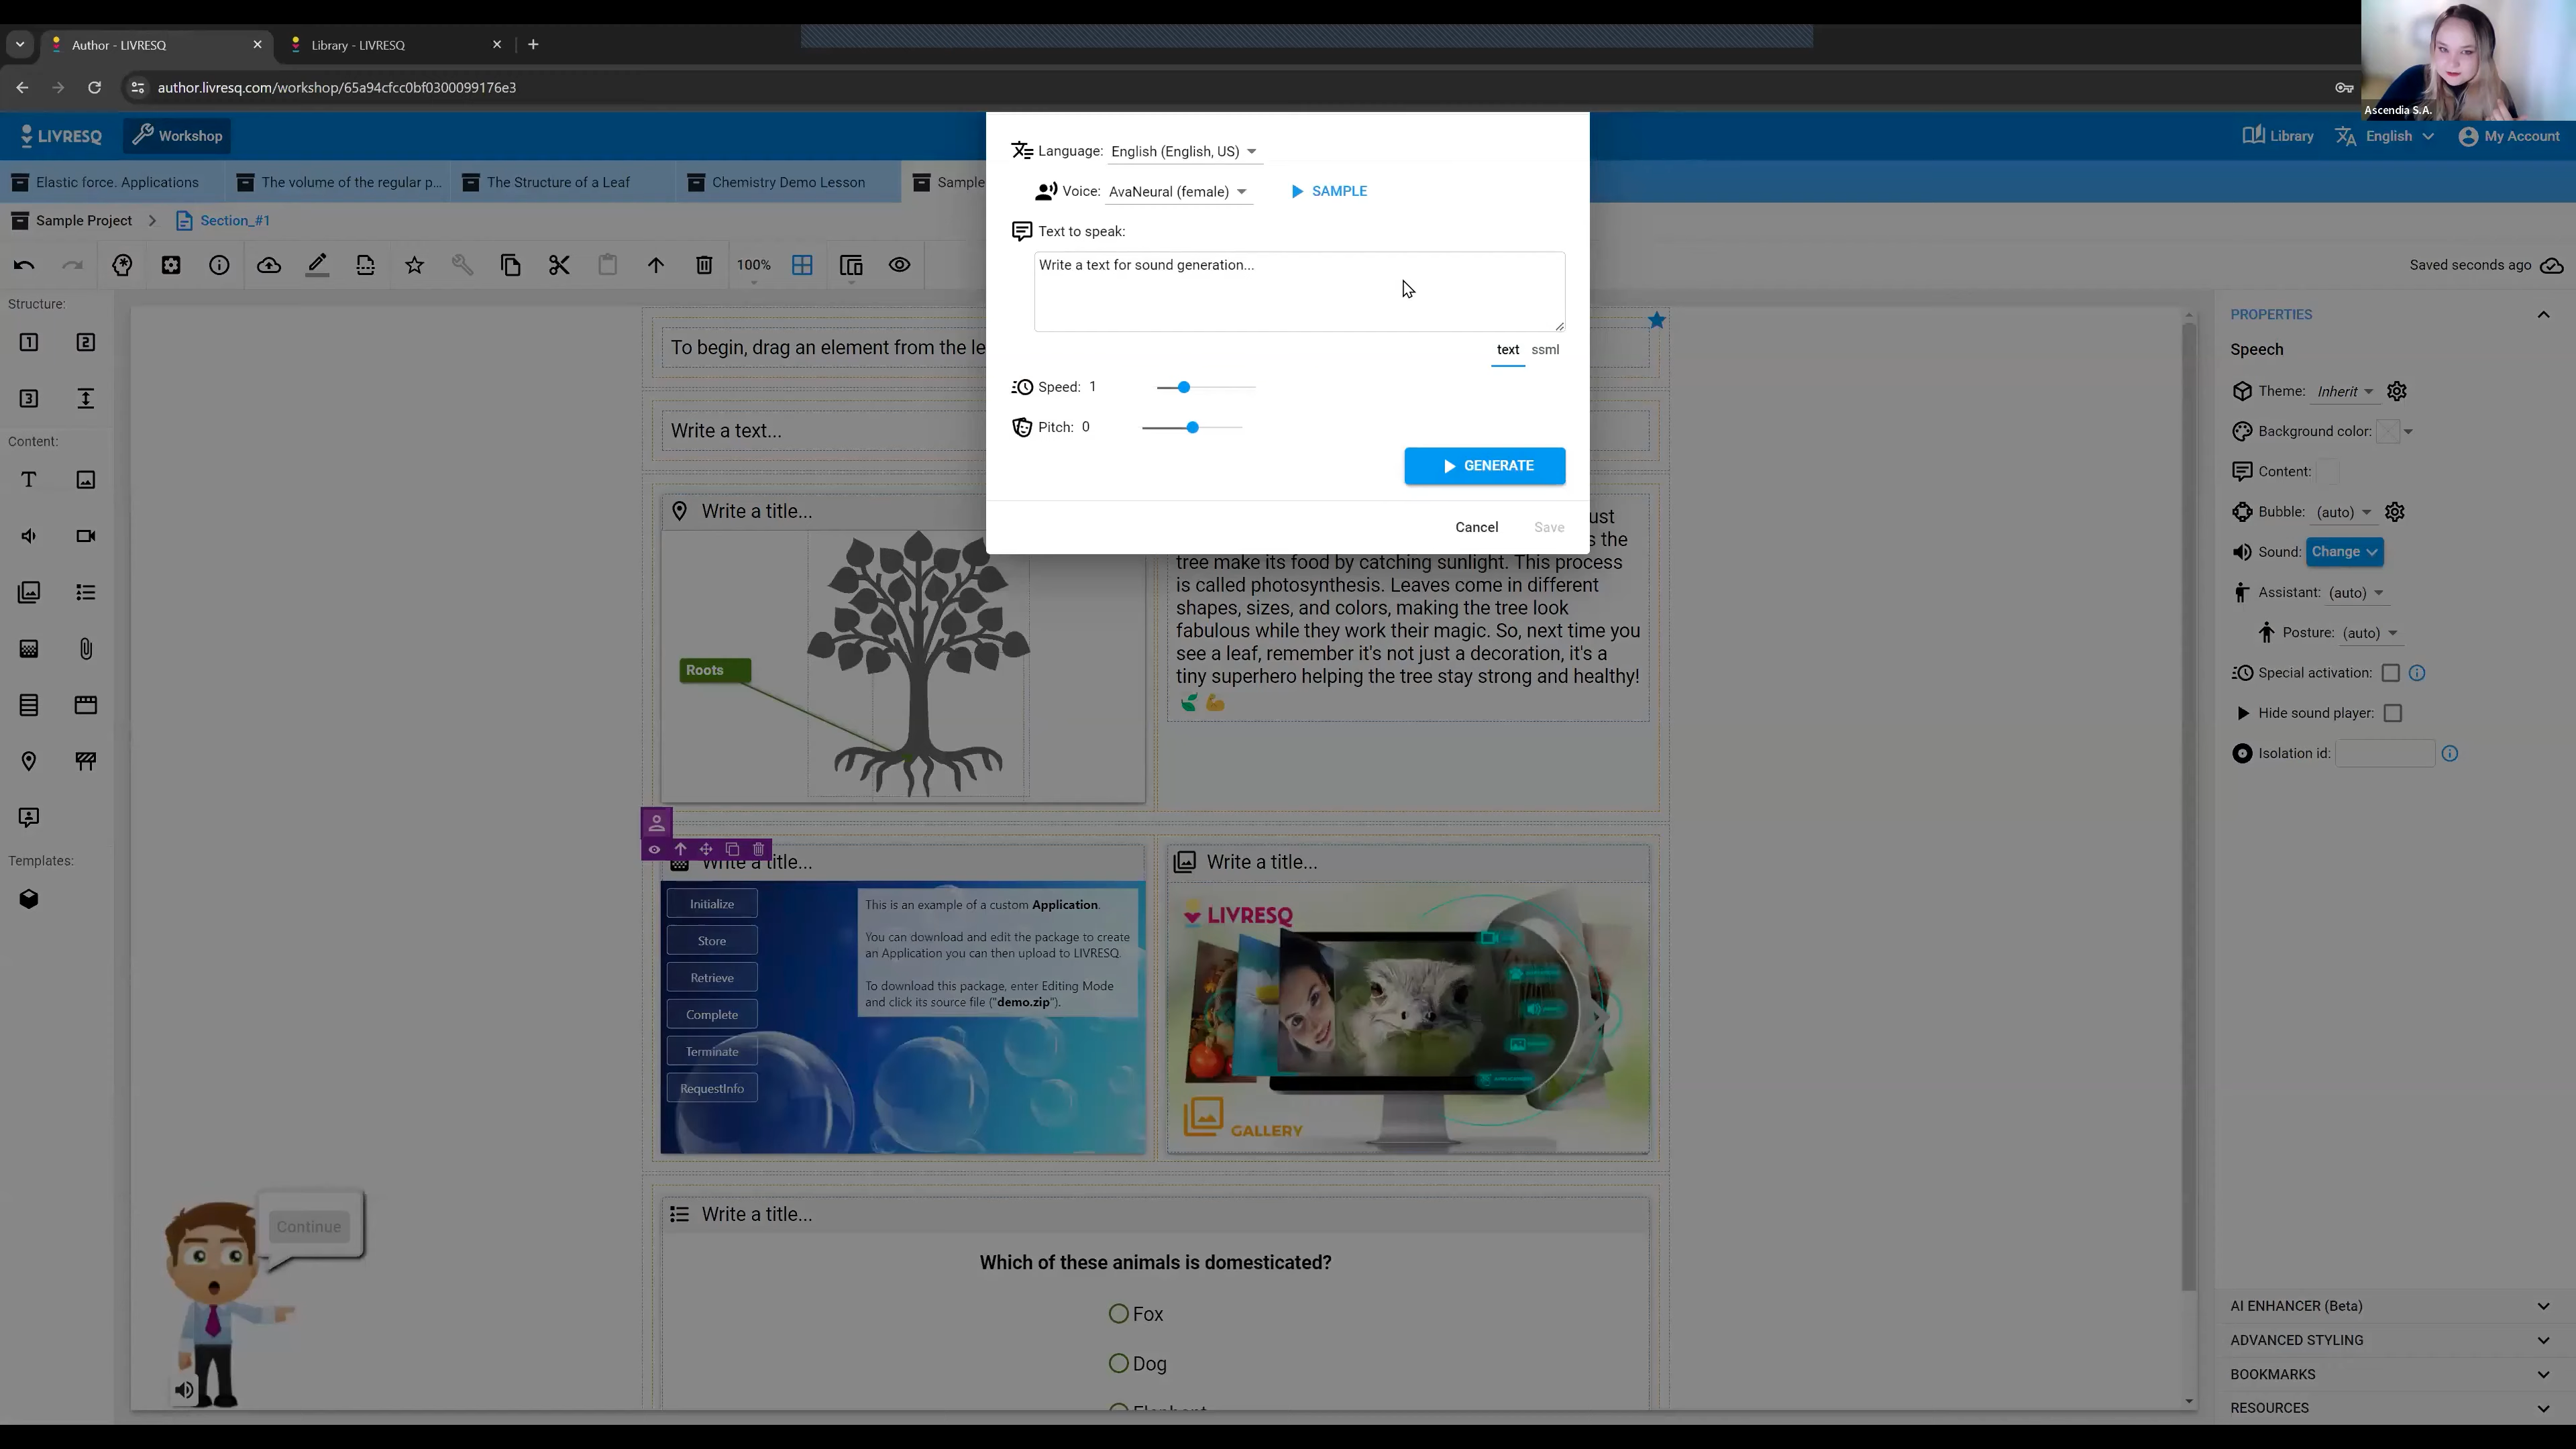 Author - LIVRESQ
Library - LIVRESQ
author.livresq.com/workshop/65a94cfcc0bf0300099176e3
Ascendia S.A.
LIVRESQ
Workshop
Library
English
My Account
Elastic force. Applications
The volume of the regular p...
The Structure of a Leaf
Chemistry Demo Lesson
Sample
Sample Project
Section_#1
100%
Saved seconds ago
Language: English (English, US)
Voice: AvaNeural (female)
SAMPLE
Text to speak:
Write a text for sound generation...
text
ssml
Speed: 1
Pitch: 0
GENERATE
Cancel
Save
Structure:
1
2
3
Content:
Templates:
To begin, drag an element from the le
Write a text...
Write a title...
Roots
ust
s the
tree make its food by catching sunlight. This process
is called photosynthesis. Leaves come in different
shapes, sizes, and colors, making the tree look
fabulous while they work their magic. So, next time you
see a leaf, remember it's not just a decoration, it's a
tiny superhero helping the tree stay strong and healthy!
Write a title...
Initialize
Store
Retrieve
Complete
Terminate
RequestInfo
This is an example of a custom Application.
You can download and edit the package to create
an Application you can then upload to LIVRESQ.
To download this package, enter Editing Mode
and click its source file ("demo.zip").
Write a title...
LIVRESQ
GALLERY
Continue
Write a title...
Which of these animals is domesticated?
Fox
Dog
Elephant
PROPERTIES
Speech
Theme: Inherit
Background color:
Content:
Bubble: (auto)
Sound: Change
Assistant: (auto)
Posture: (auto)
Special activation:
Hide sound player:
Isolation id:
AI ENHANCER (Beta)
ADVANCED STYLING
BOOKMARKS
RESOURCES